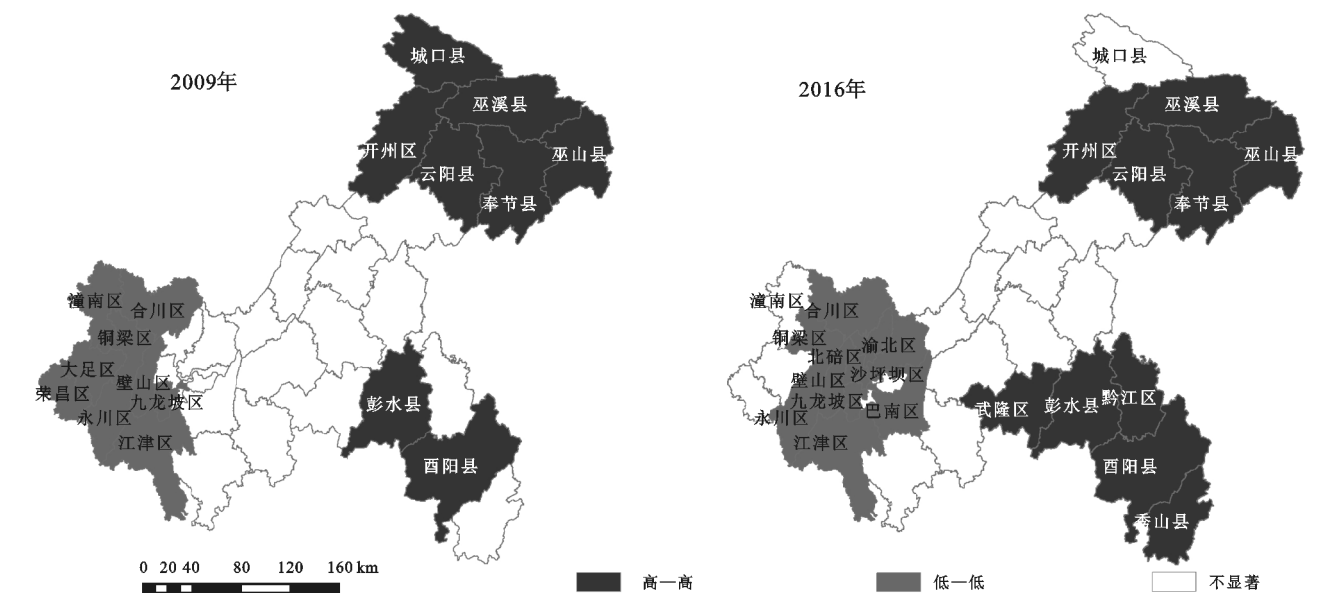 2009年
城口县
巫溪县
开州区
巫山县
云阳县
奉节县
潼南区
合川区
铜梁区
大足区
璧山区
荣昌区
九龙坡区
永川区
江津区
彭水县
酉阳县
2016年
城口县
巫溪县
开州区
巫山县
云阳县
奉节县
潼南区
合川区
铜梁区
渝北区
北碚区
沙坪坝区
璧山区
九龙坡区
巴南区
永川区
江津区
武隆区
彭水县
黔江区
酉阳县
秀山县
0 20 40 80 120 160 km
高—高
低—低
不显著